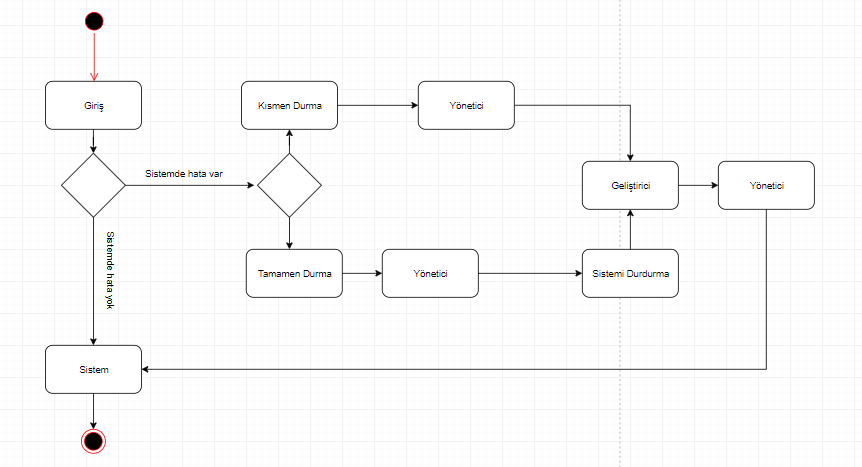 Giriş
Kısmen Durma
Yönetici
Sistemde hata var
Geliştirici
Yönetici
Sistemde hata yok
Tamamen Durma
Yönetici
Sistemi Durdurma
Sistem